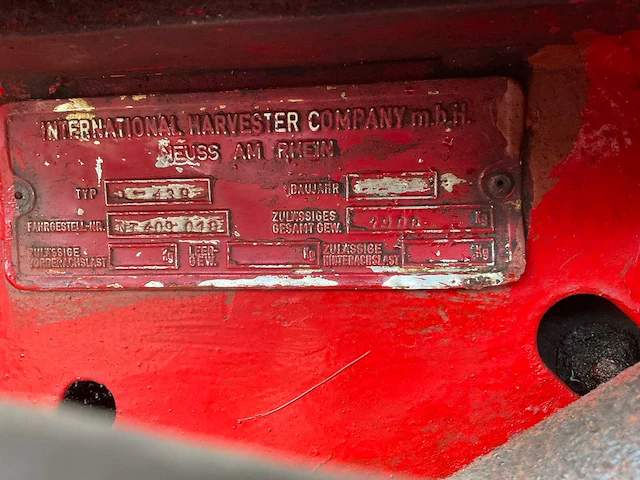 INTERNATIONAL HARVESTER COMPANY m.b.H.
NEUSS AM RHEIN
TYP D-439 BAUJAHR
FAHRGESTELL-NR. ZULÄSSIGES GESAMT GEW. Kg
ZULÄSSIGE VORDERACHSLAST Kg LEER-GEW. Kg ZULÄSSIGE HINTERACHSLAST Kg